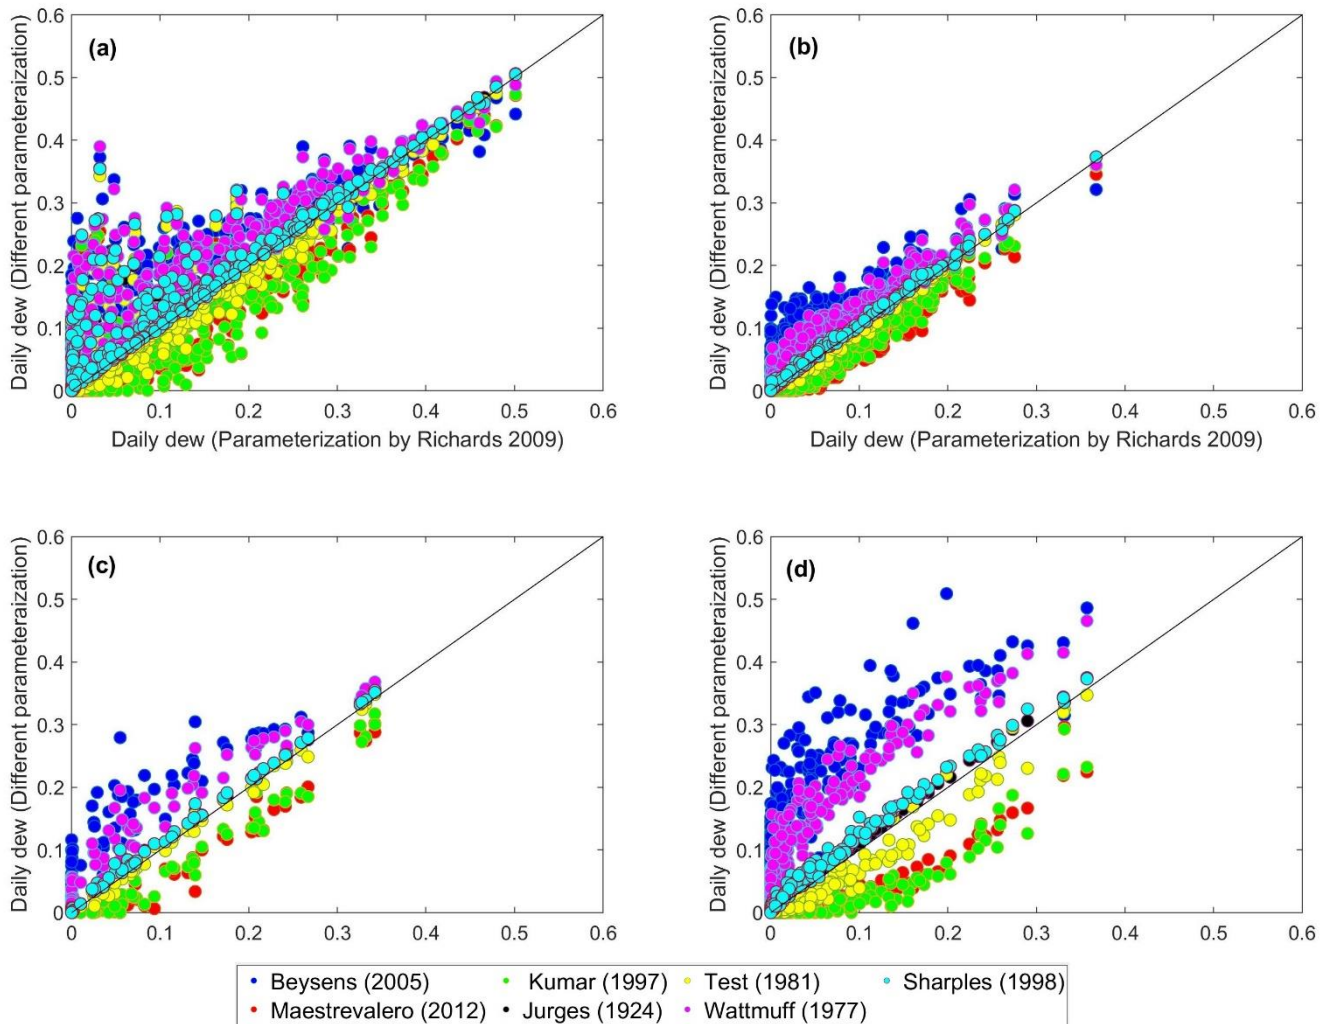 (a)
0.6
0.5
0.4
0.3
0.2
0.1
0
Daily dew (Different parameteraization)
0 0.1 0.2 0.3 0.4 0.5 0.6
Daily dew (Parameterization by Richards 2009)
(b)
0.6
0.5
0.4
0.3
0.2
0.1
0
Daily dew (Different parameteraization)
0 0.1 0.2 0.3 0.4 0.5 0.6
Daily dew (Parameterization by Richards 2009)
(c)
0.6
0.5
0.4
0.3
0.2
0.1
0
Daily dew (Different parameteraization)
0 0.1 0.2 0.3 0.4 0.5 0.6
(d)
0.6
0.5
0.4
0.3
0.2
0.1
0
Daily dew (Different parameteraization)
0 0.1 0.2 0.3 0.4 0.5 0.6
Beysens (2005) Kumar (1997) Test (1981) Sharples (1998)
Maestrevalero (2012) Jurges (1924) Wattmuff (1977)